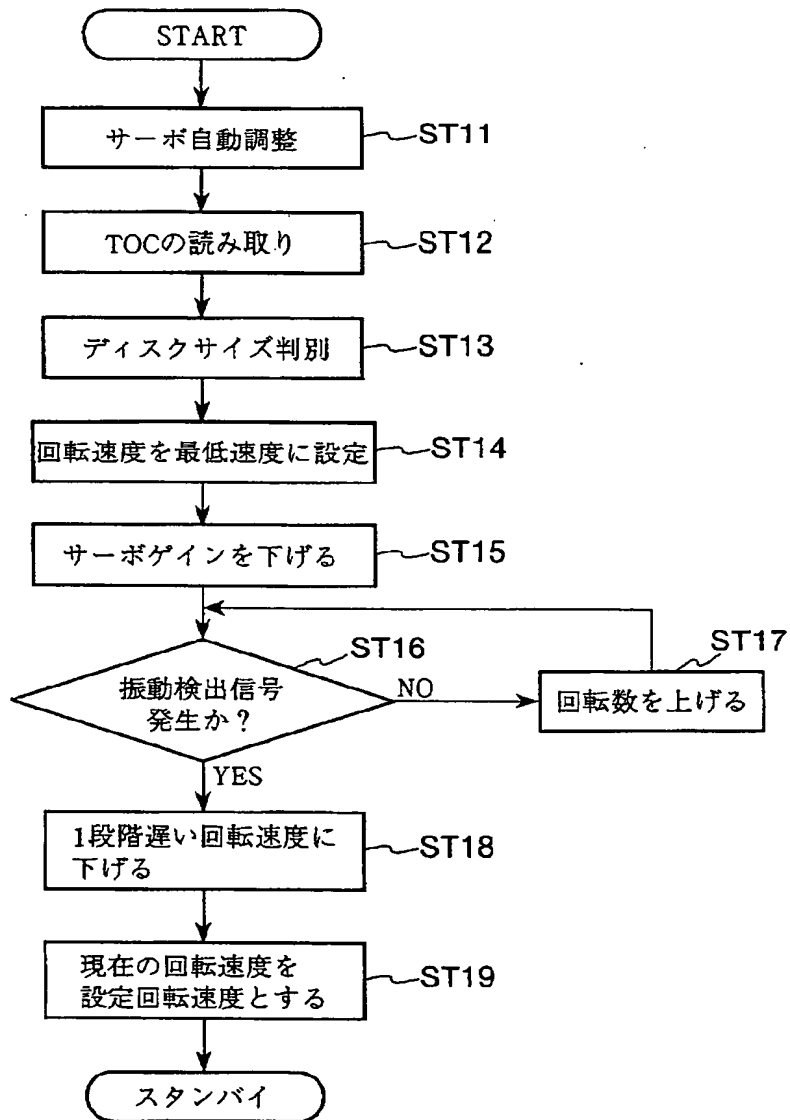 START
サーボ自動調整
ST11
TOCの読み取り
ST12
ディスクサイズ判別
ST13
回転速度を最低速度に設定
ST14
サーボゲインを下げる
ST15
ST16
振動検出信号
発生か？
NO
ST17
回転数を上げる
YES
1段階遅い回転速度に
下げる
ST18
現在の回転速度を
設定回転速度とする
ST19
スタンバイ